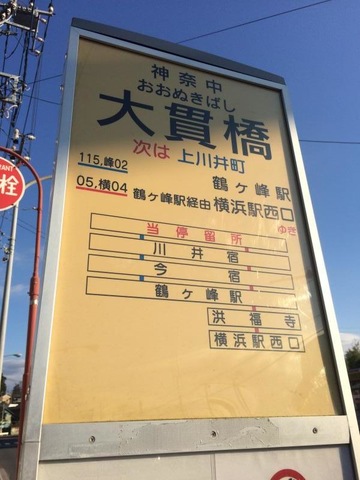 神奈中
おおぬきばし
大貫橋
次は 上川井町
115,峰02 鶴ヶ峰駅
05,横04 鶴ヶ峰駅経由 横浜駅西口
ゆき
当停留所
川井宿
今宿
鶴ヶ峰駅
洪福寺
横浜駅西口
栓